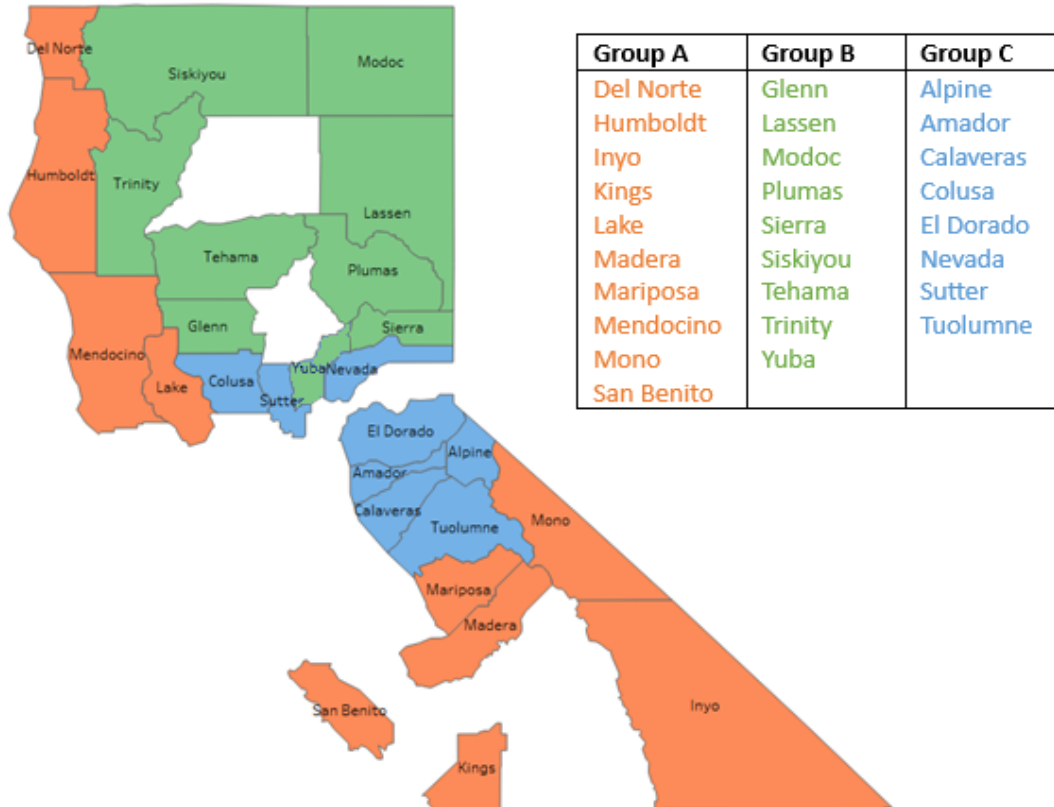 Del Norte
Siskiyou
Modoc
Humboldt
Trinity
Lassen
Tehama
Plumas
Glenn
Sierra
Mendocino
Lake
Colusa
Sutter
Yuba
Nevada
El Dorado
Alpine
Amador
Calaveras
Tuolumne
Mono
Mariposa
Madera
San Benito
Inyo
Kings
Group A Group B Group C
Del Norte Glenn Alpine
Humboldt Lassen Amador
Inyo Modoc Calaveras
Kings Plumas Colusa
Lake Sierra El Dorado
Madera Siskiyou Nevada
Mariposa Tehama Sutter
Mendocino Trinity Tuolumne
Mono Yuba
San Benito